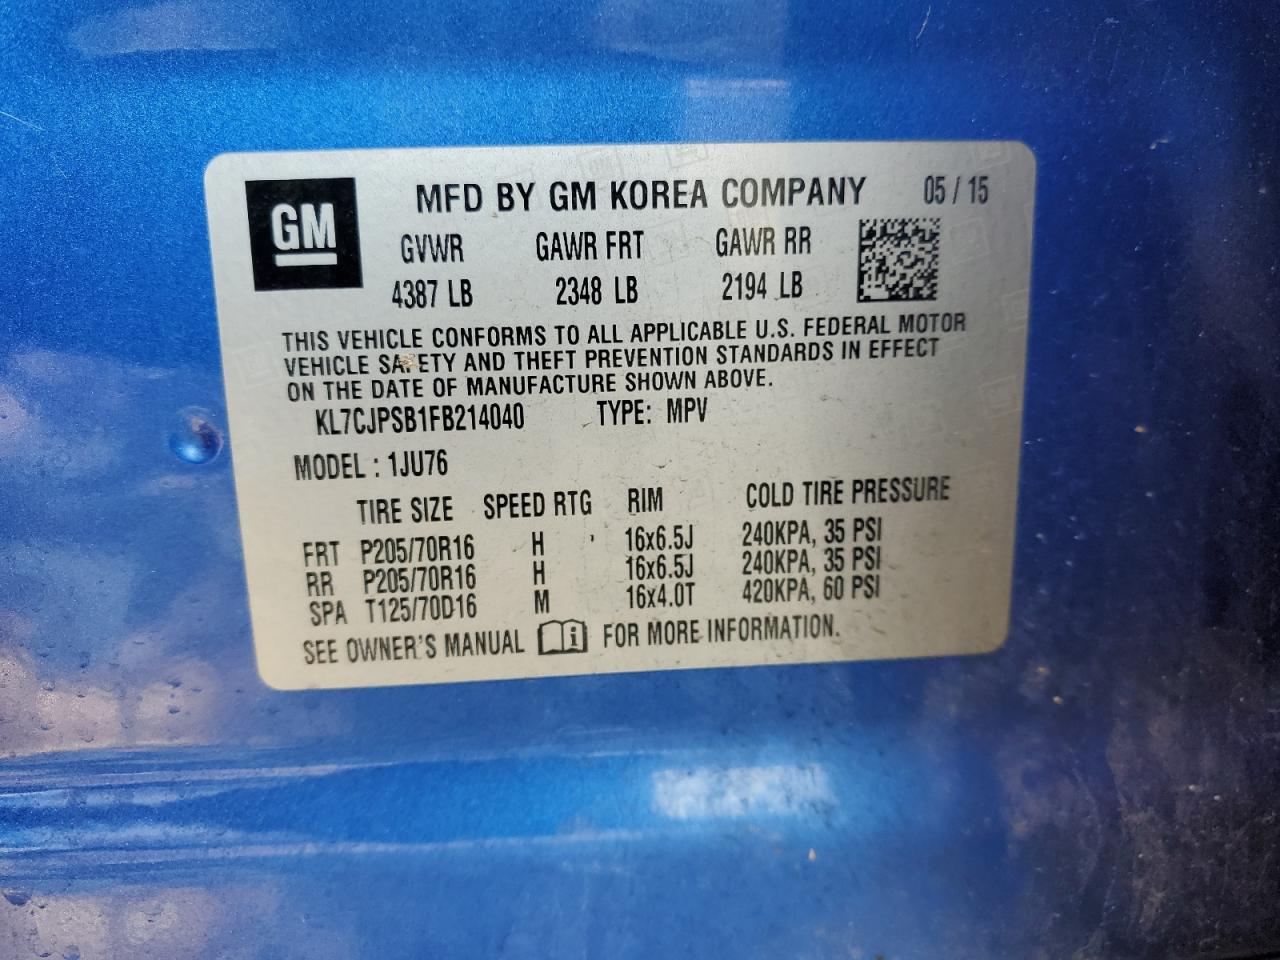 GM
MFD BY GM KOREA COMPANY 05 / 15
GVWR GAWR FRT GAWR RR
4387 LB 2348 LB 2194 LB
THIS VEHICLE CONFORMS TO ALL APPLICABLE U.S. FEDERAL MOTOR
VEHICLE SAFETY AND THEFT PREVENTION STANDARDS IN EFFECT
ON THE DATE OF MANUFACTURE SHOWN ABOVE.
KL7CJPSB1FB214040 TYPE: MPV
MODEL : 1JU76
TIRE SIZE SPEED RTG RIM COLD TIRE PRESSURE
FRT P205/70R16 H 16x6.5J 240KPA, 35 PSI
RR P205/70R16 H 16x6.5J 240KPA, 35 PSI
SPA T125/70D16 M 16x4.0T 420KPA, 60 PSI
SEE OWNER'S MANUAL i FOR MORE INFORMATION.